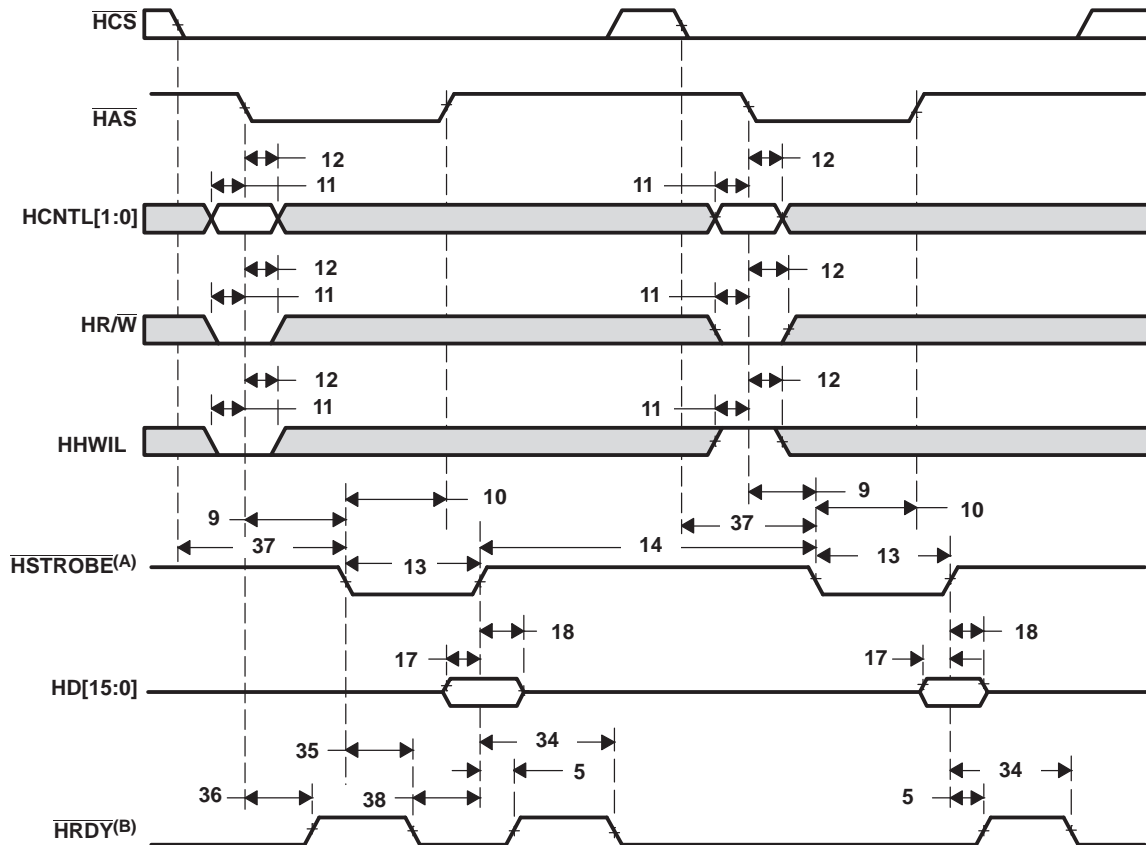 HCS
HAS
12 12
11 11
HCNTL[1:0]
12 12
11 11
HR/W
12 12
11 11
HHWIL
10 9
9 10
37 37
14
HSTROBE(A) 13 13
18 18
17 17
HD[15:0]
35 34 34
5
36 38 5
HRDY(B)